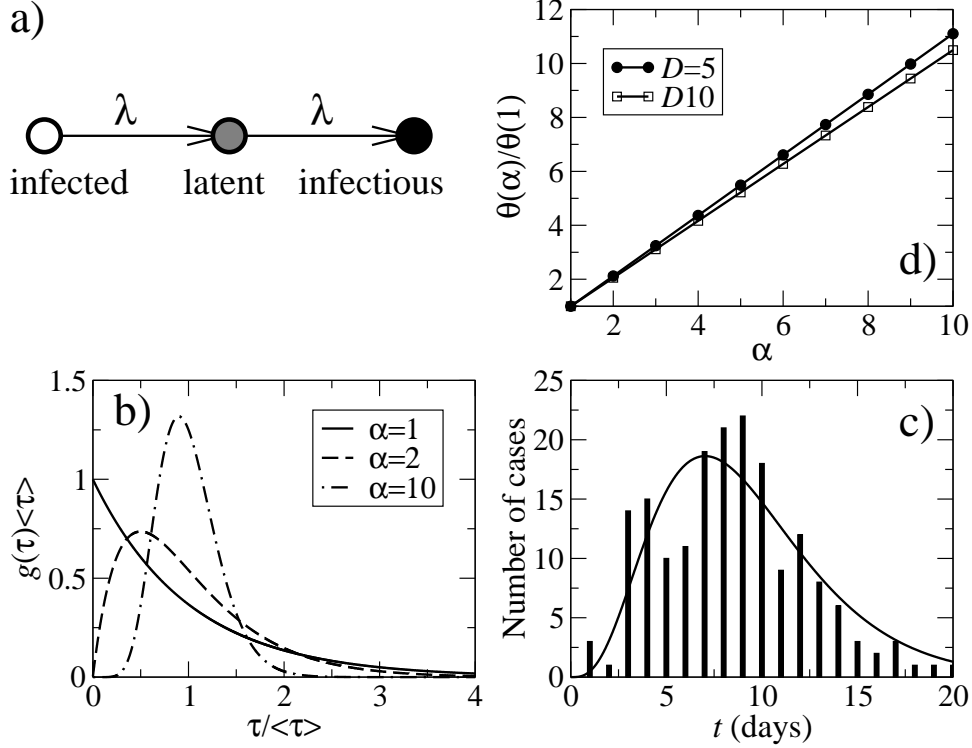 a)
λ λ
infected latent infectious
12
10
8
6
4
2
θ(α)/θ(1)
D=5
D10
d)
2 4 6 8 10
α
1.5
1
0.5
0
g(τ)<τ>
b)
α=1
α=2
α=10
0 1 2 3 4
τ/<τ>
25
20
15
10
5
0
Number of cases
c)
0 5 10 15 20
t (days)